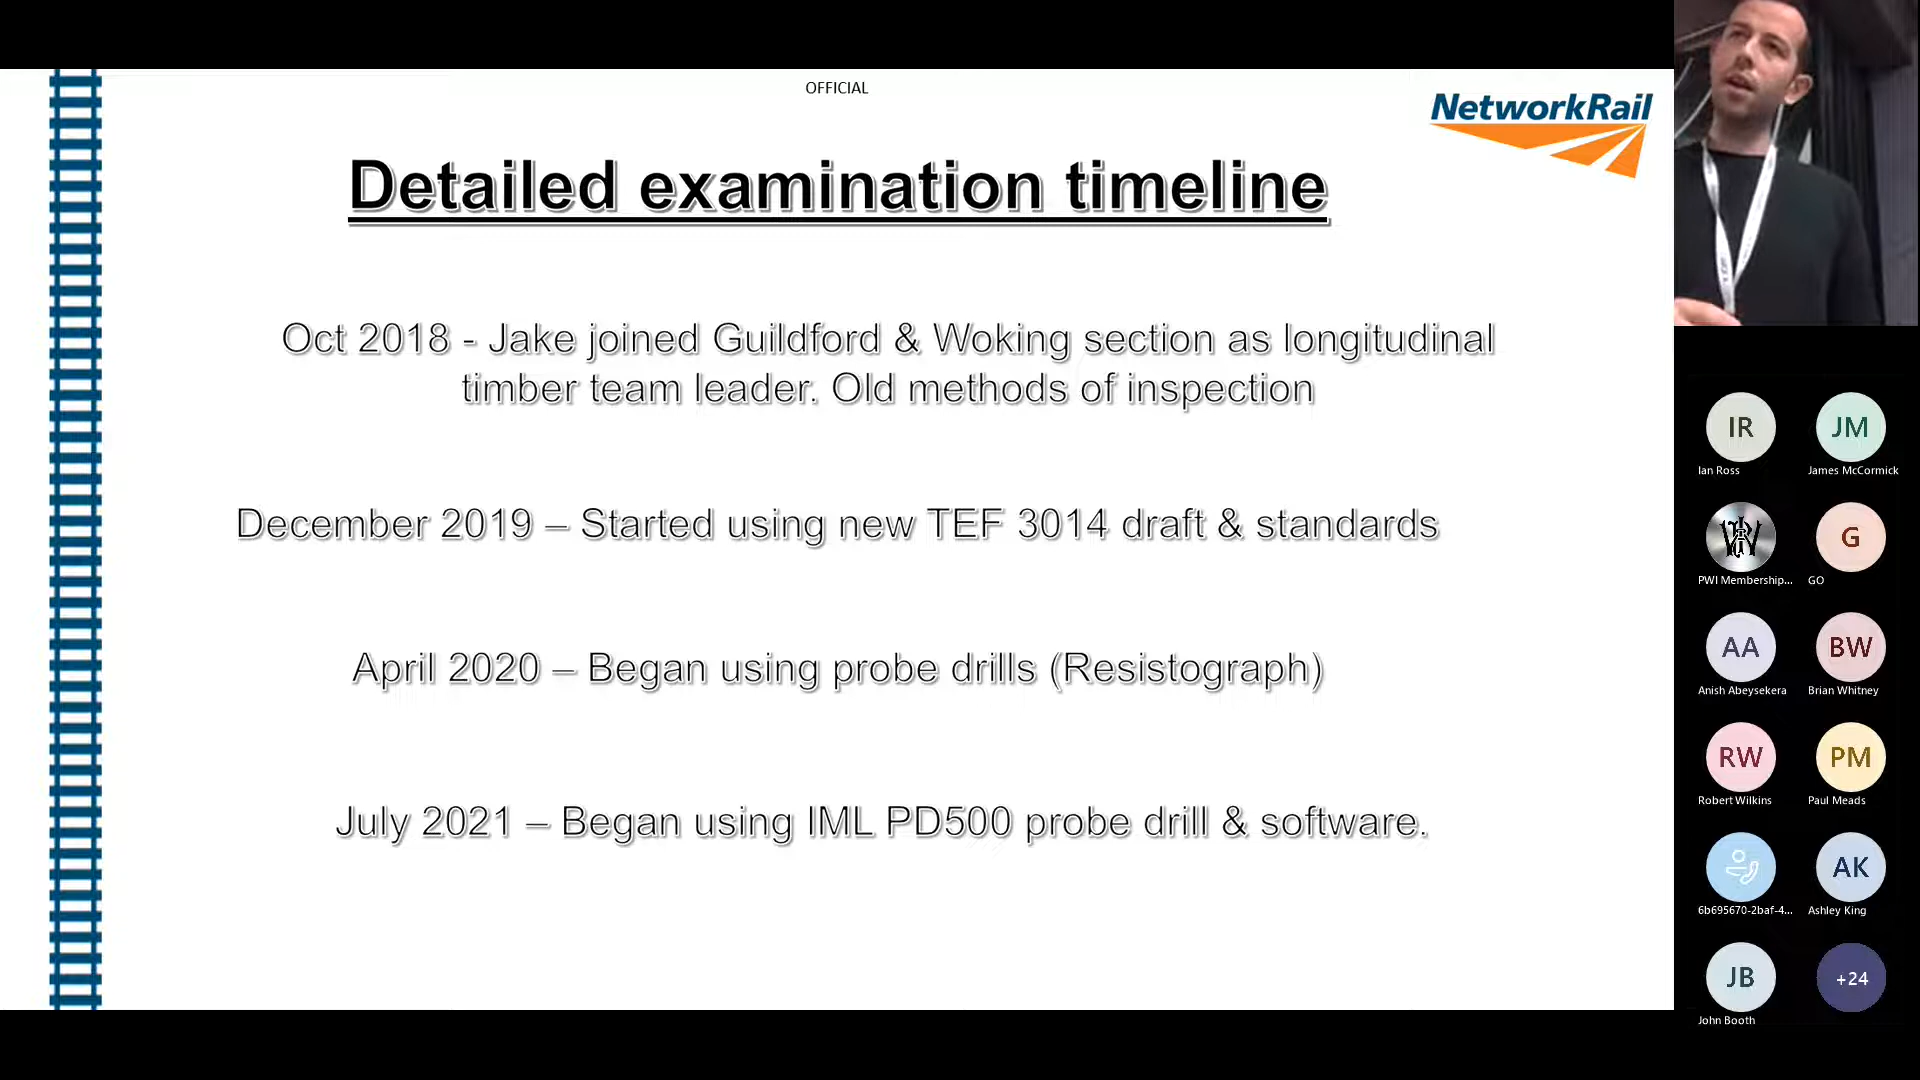 OFFICIAL
NetworkRail
Detailed examination timeline
Oct 2018 - Jake joined Guildford & Woking section as longitudinal
timber team leader. Old methods of inspection
December 2019 – Started using new TEF 3014 draft & standards
April 2020 – Began using probe drills (Resistograph)
July 2021 – Began using IML PD500 probe drill & software.
IR
Ian Ross
JM
James McCormick
PWI Membership...
G
GO
AA
Anish Abeysekera
BW
Brian Whitney
RW
Robert Wilkins
PM
Paul Meads
6b695670-2baf-4...
AK
Ashley King
JB
John Booth
+24